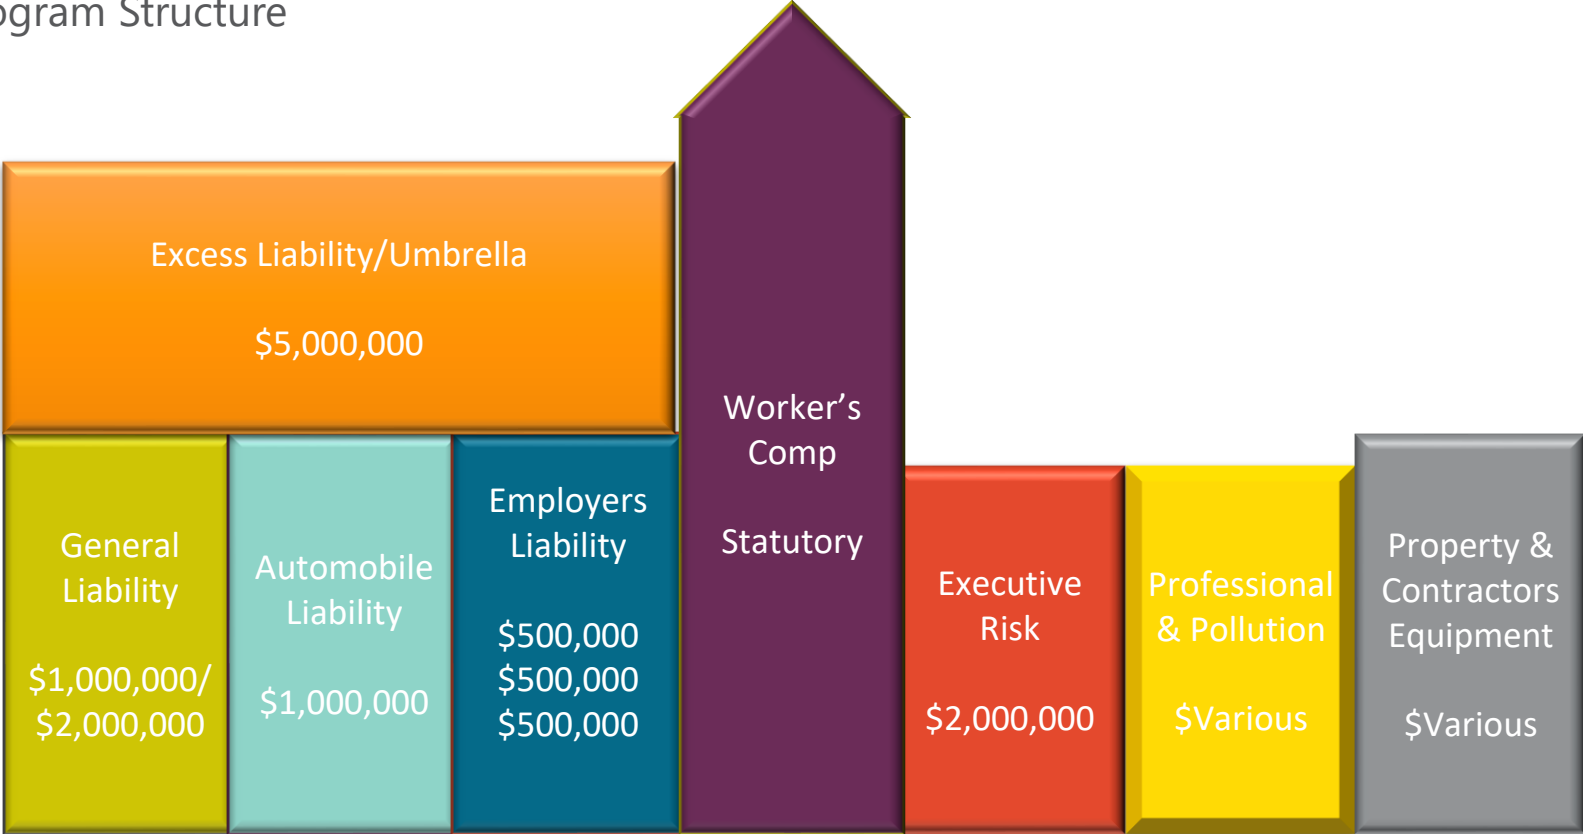 Structure
Excess Liability/Umbrella
$5,000,000
General
Liability
$1,000,000/
$2,000,000
Automobile
Liability
$1,000,000
Employers
Liability
$500,000
$500,000
$500,000
Worker’s
Comp
Statutory
Executive
Risk
$2,000,000
Professional
& Pollution
$Various
Property &
Contractors
Equipment
$Various